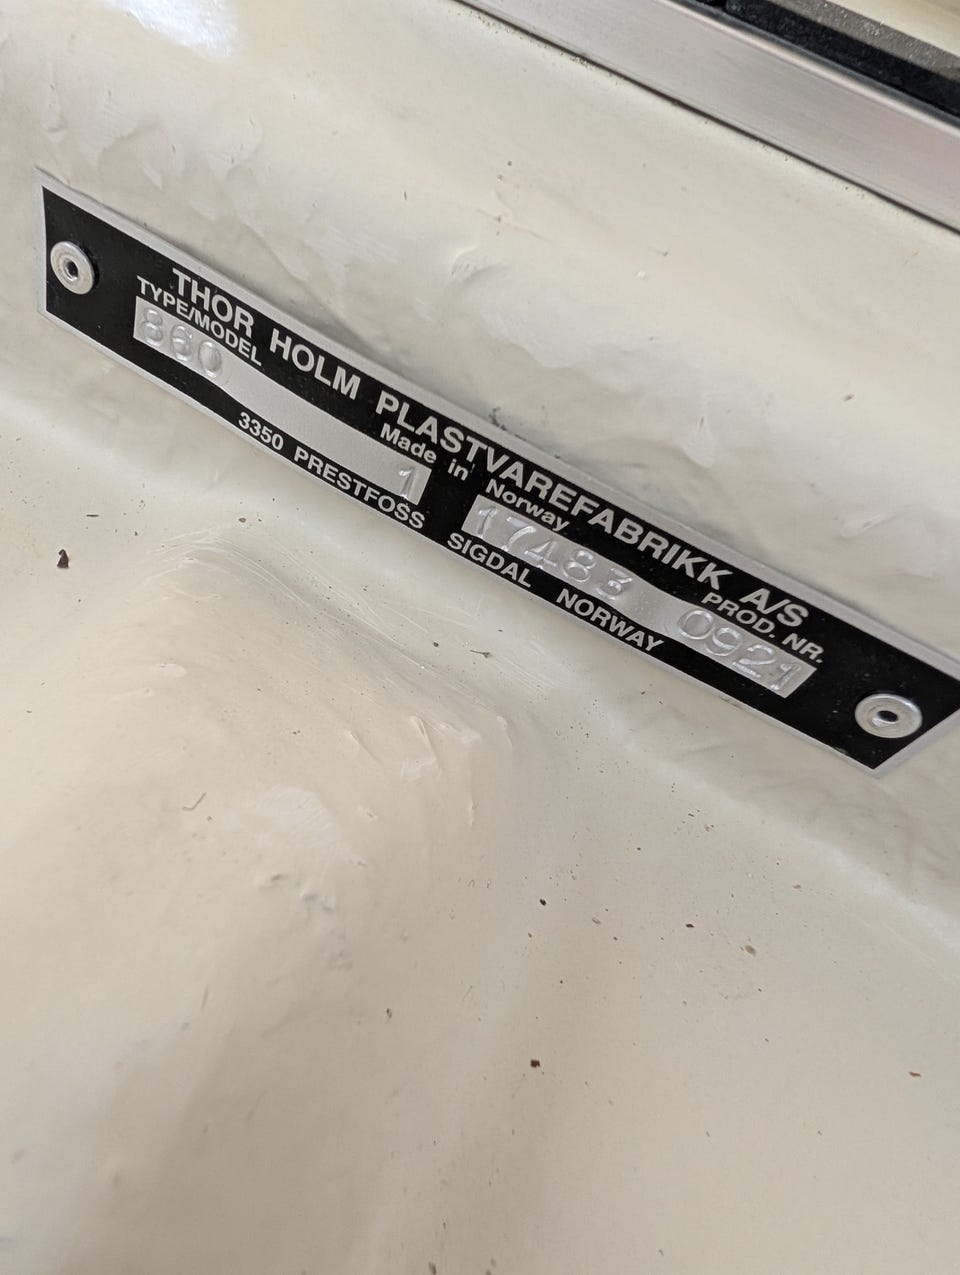 THOR HOLM PLASTVAREFABRIKK A/S
TYPE/MODEL Made in Norway PROD. NR.
860 1 17483 0921
3350 PRESTFOSS SIGDAL NORWAY